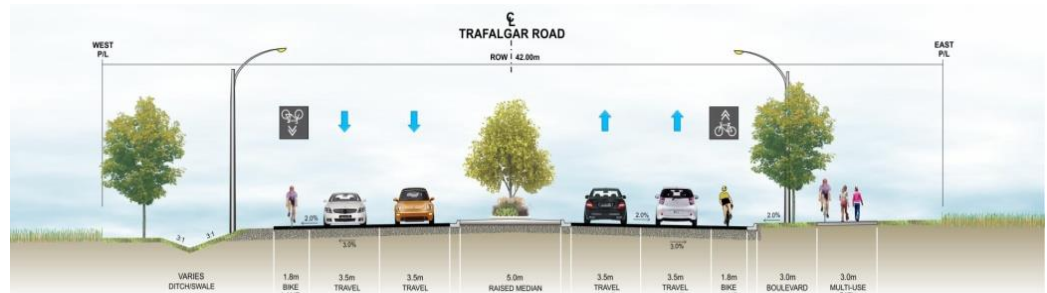 ℄
TRAFALGAR ROAD
WEST
P/L
EAST
P/L
ROW 42.00m
2.0%
2.0%
2.0%
3:1
3:1
3.0%
3.0%
VARIES
DITCH/SWALE
1.8m
BIKE
3.5m
TRAVEL
3.5m
TRAVEL
5.0m
RAISED MEDIAN
3.5m
TRAVEL
3.5m
TRAVEL
1.8m
BIKE
3.0m
BOULEVARD
3.0m
MULTI-USE